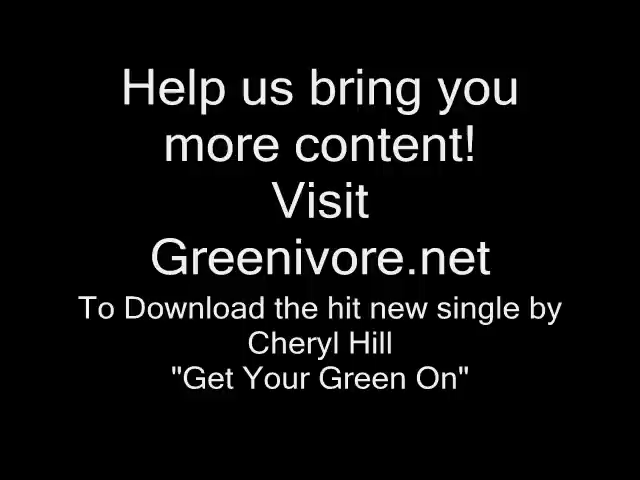 Help us bring you
more content!
Visit
Greenivore.net
To Download the hit new single by
Cheryl Hill
"Get Your Green On"